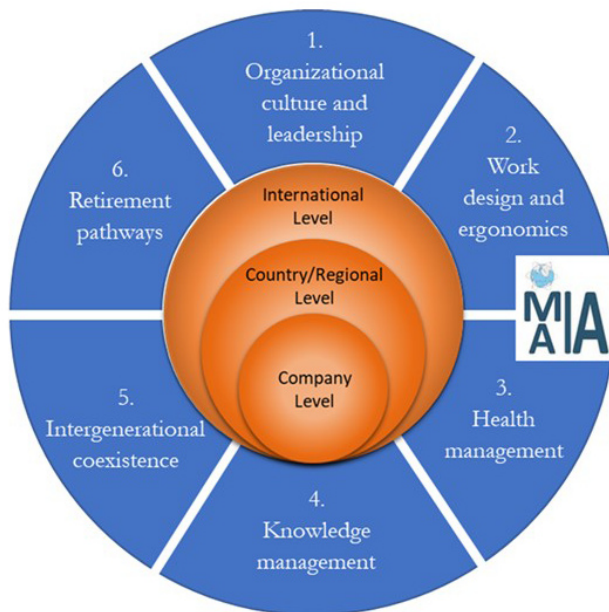 1.
Organizational
culture and
leadership
2.
Work
design and
ergonomics
3.
Health
management
4.
Knowledge
management
5.
Intergenerational
coexistence
6.
Retirement
pathways
International
Level
Country/Regional
Level
Company
Level
M
A IA